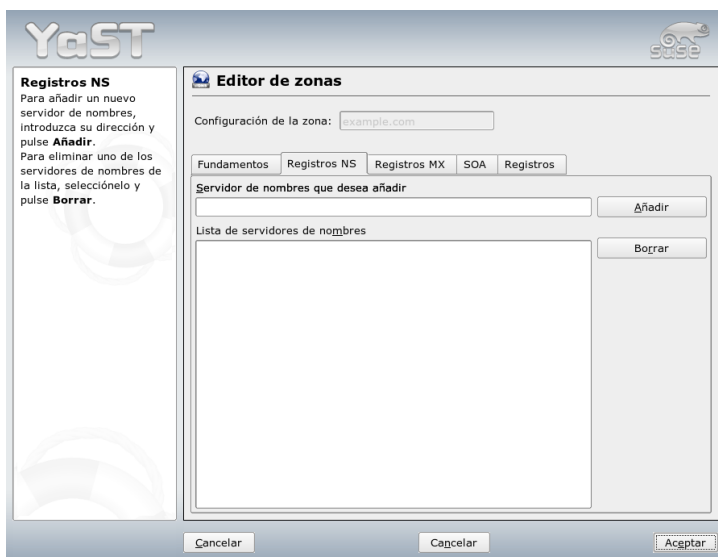 YaST
SUSE
Registros NS
Para añadir un nuevo
servidor de nombres,
introduzca su dirección y
pulse Añadir.
Para eliminar uno de los
servidores de nombres de
la lista, selecciónelo y
pulse Borrar.
Editor de zonas
Configuración de la zona: example.com
Fundamentos Registros NS Registros MX SOA Registros
Servidor de nombres que desea añadir
Añadir
Lista de servidores de nombres
Borrar
Cancelar Cancelar Aceptar